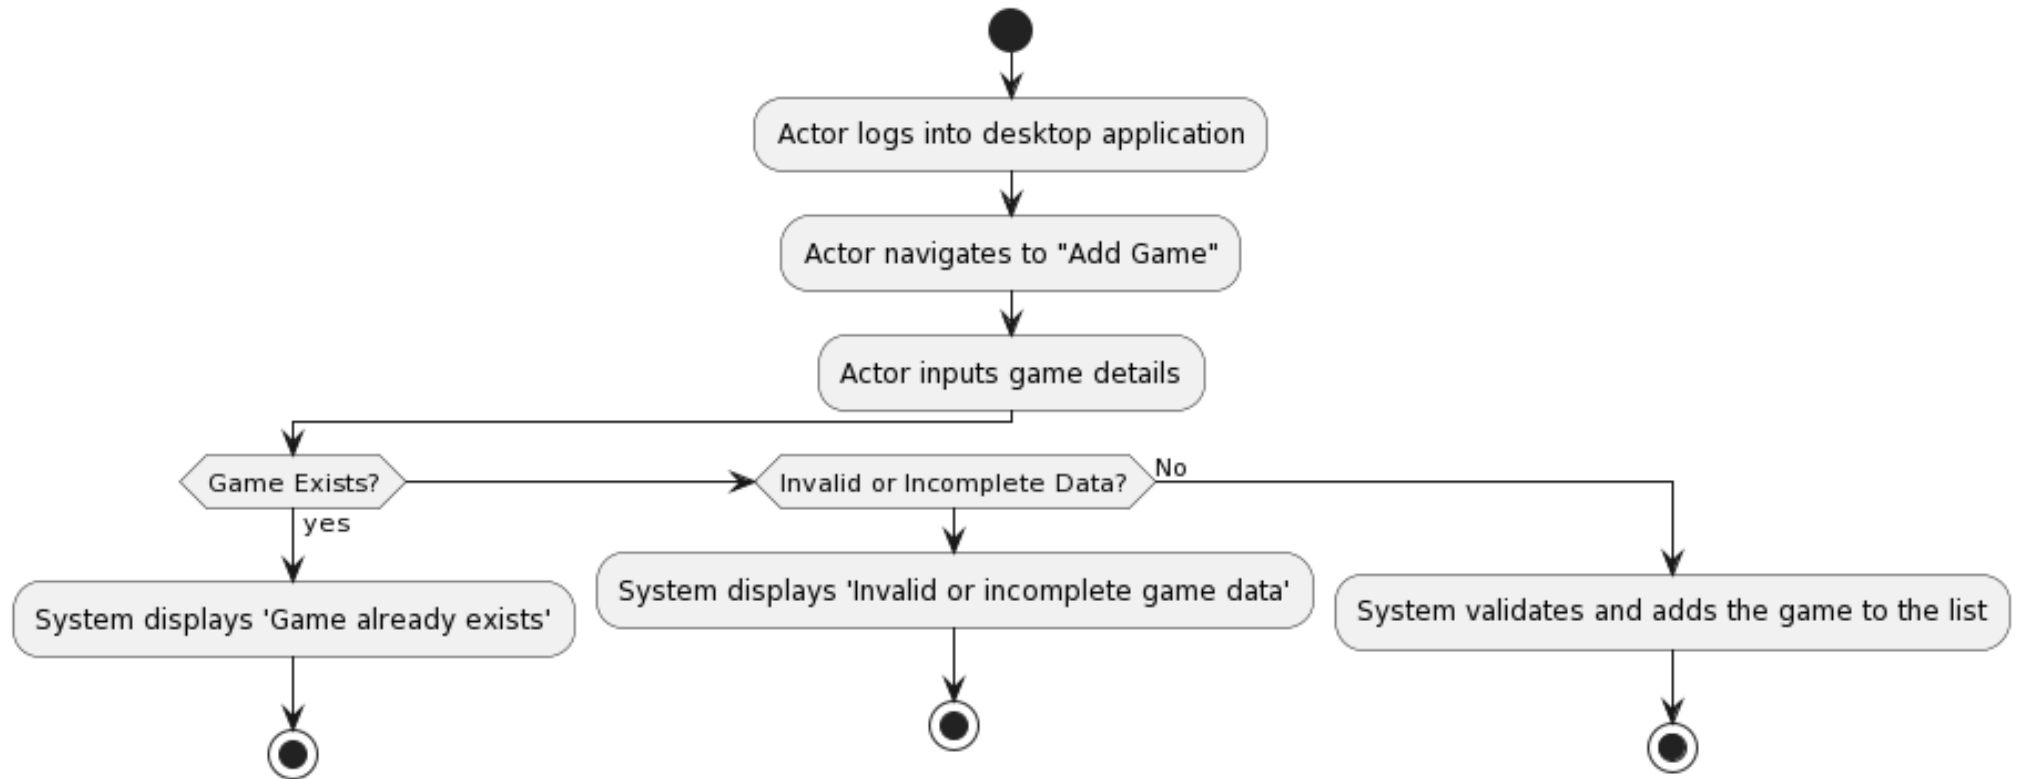 Actor logs into desktop application
Actor navigates to "Add Game"
Actor inputs game details
Game Exists?
yes
System displays 'Game already exists'
Invalid or Incomplete Data?
System displays 'Invalid or incomplete game data'
No
System validates and adds the game to the list